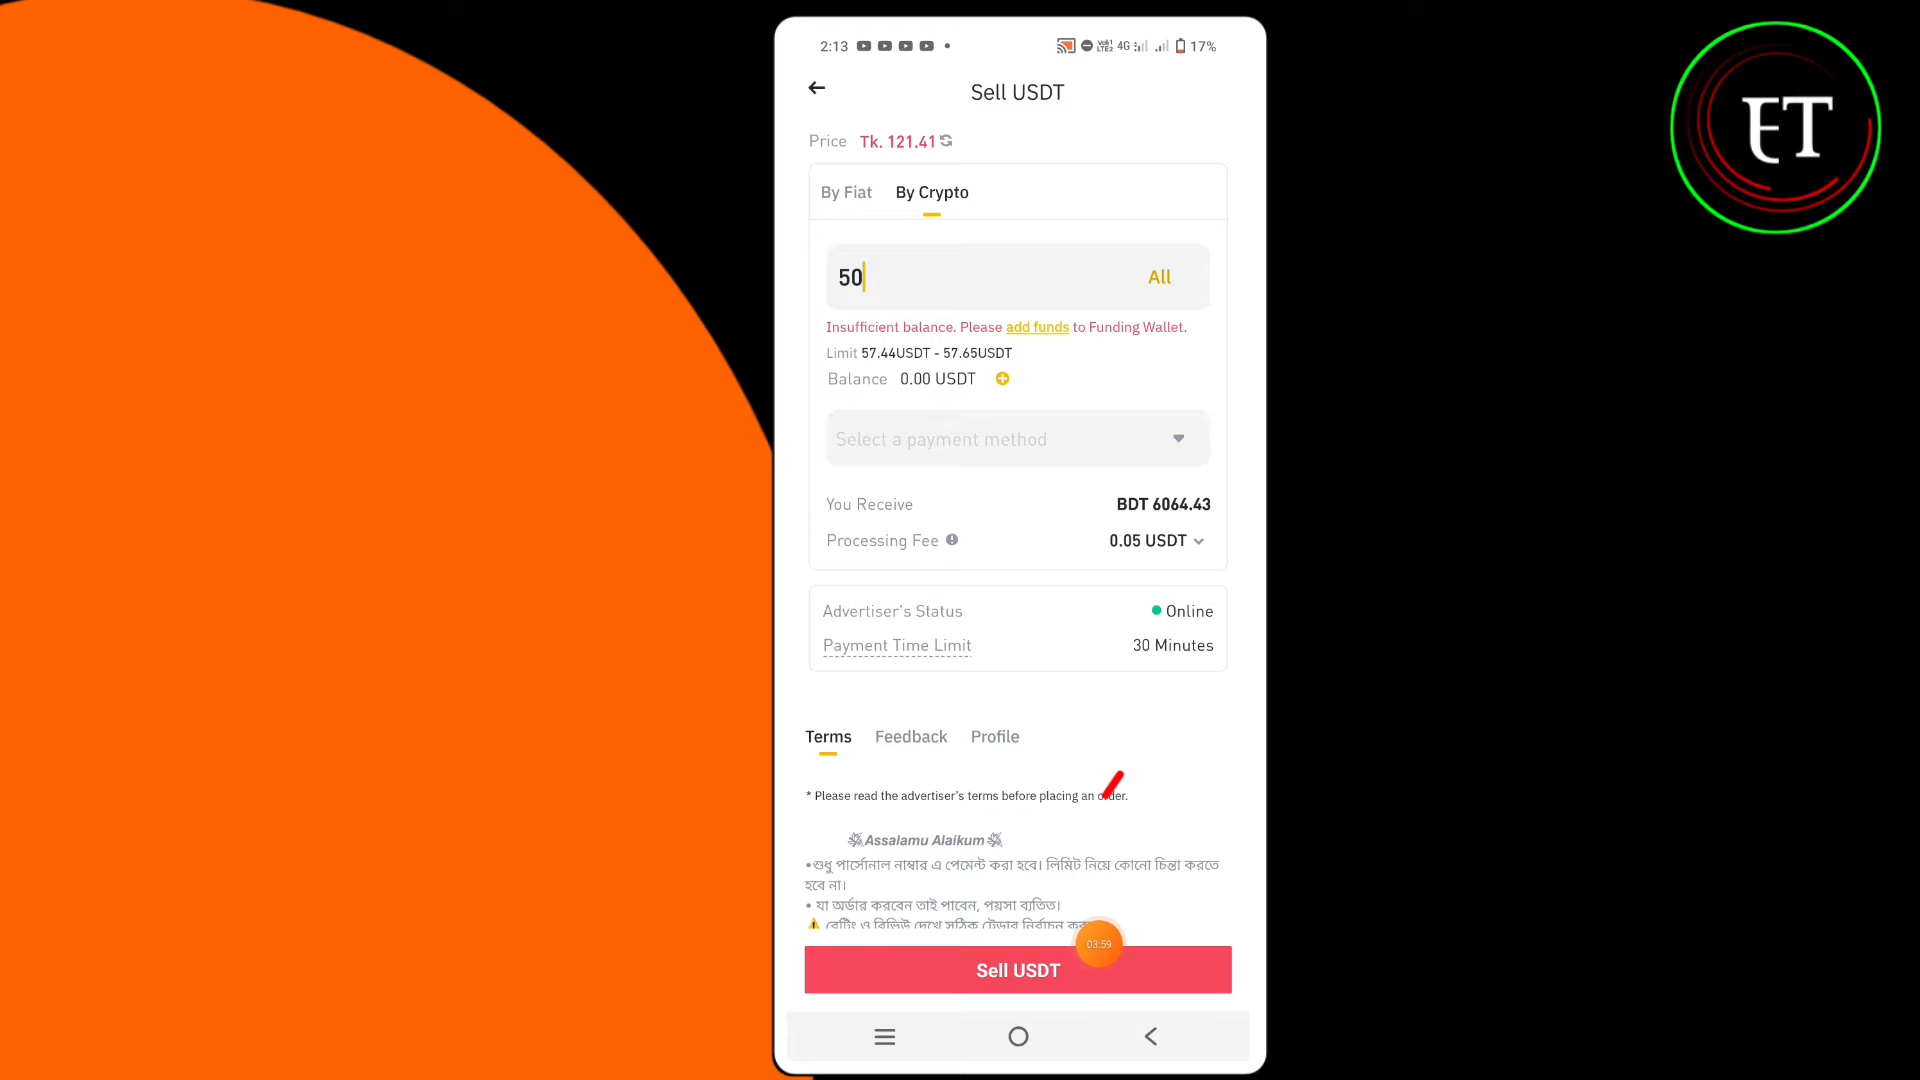 2:13
4G
17%
ET
Sell USDT
Price Tk. 121.41
By Fiat By Crypto
50 All
Insufficient balance. Please add funds to Funding Wallet.
Limit 57.44USDT - 57.65USDT
Balance 0.00 USDT
Select a payment method
You Receive BDT 6064.43
Processing Fee 0.05 USDT
Advertiser's Status Online
Payment Time Limit 30 Minutes
Terms Feedback Profile
* Please read the advertiser's terms before placing an order.
Assalamu Alaikum
•শুধু পার্সোনাল নাম্বার এ পেমেন্ট করা হবে। লিমিট নিয়ে কোনো চিন্তা করতে
হবে না।
• যা অর্ডার করবেন তাই পাবেন, পয়সা ব্যতিত।
⚠ রেটিং ও রিভিউ দেখে সঠিক ট্রেডার নির্বাচন
03:59
Sell USDT